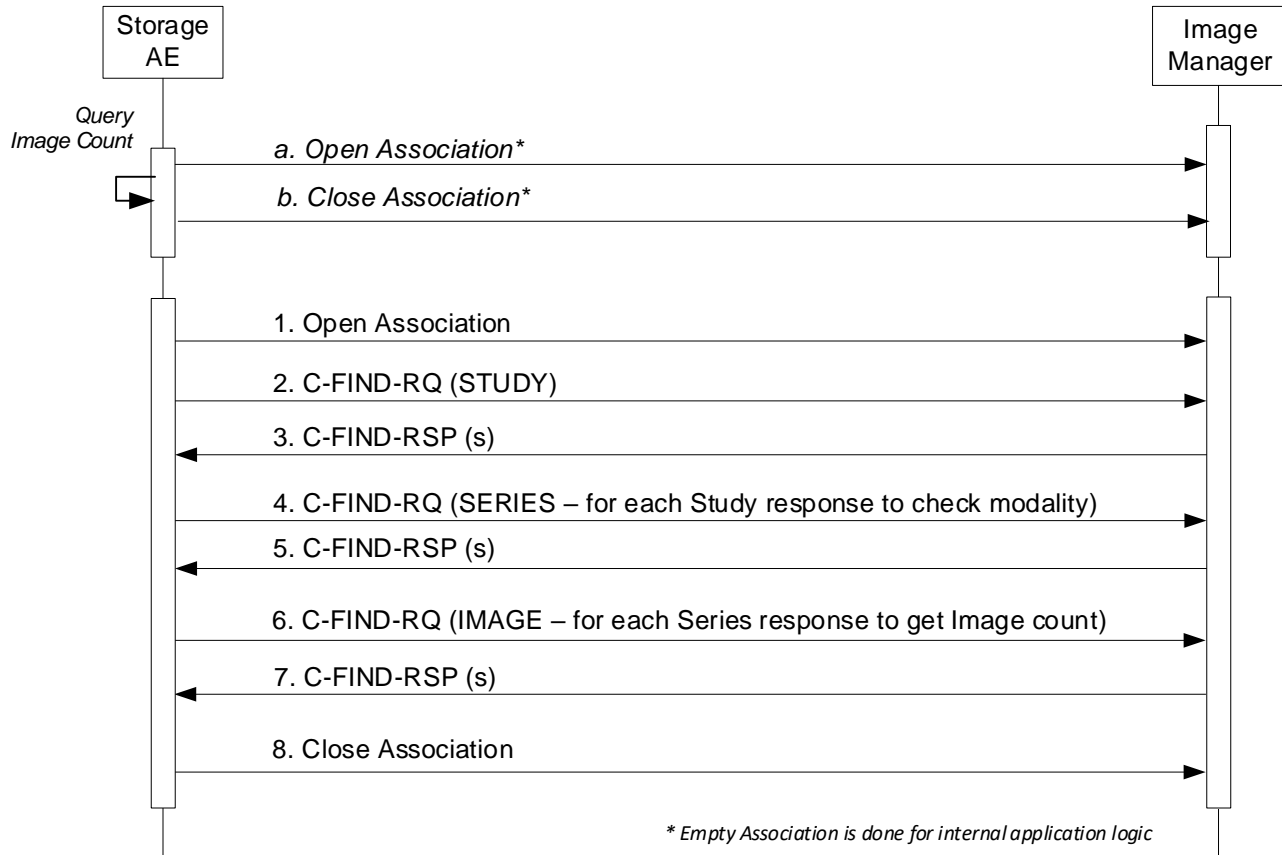 Storage
AE
Image
Manager
Query
Image Count
a. Open Association*
b. Close Association*
1. Open Association
2. C-FIND-RQ (STUDY)
3. C-FIND-RSP (s)
4. C-FIND-RQ (SERIES – for each Study response to check modality)
5. C-FIND-RSP (s)
6. C-FIND-RQ (IMAGE – for each Series response to get Image count)
7. C-FIND-RSP (s)
8. Close Association
* Empty Association is done for internal application logic